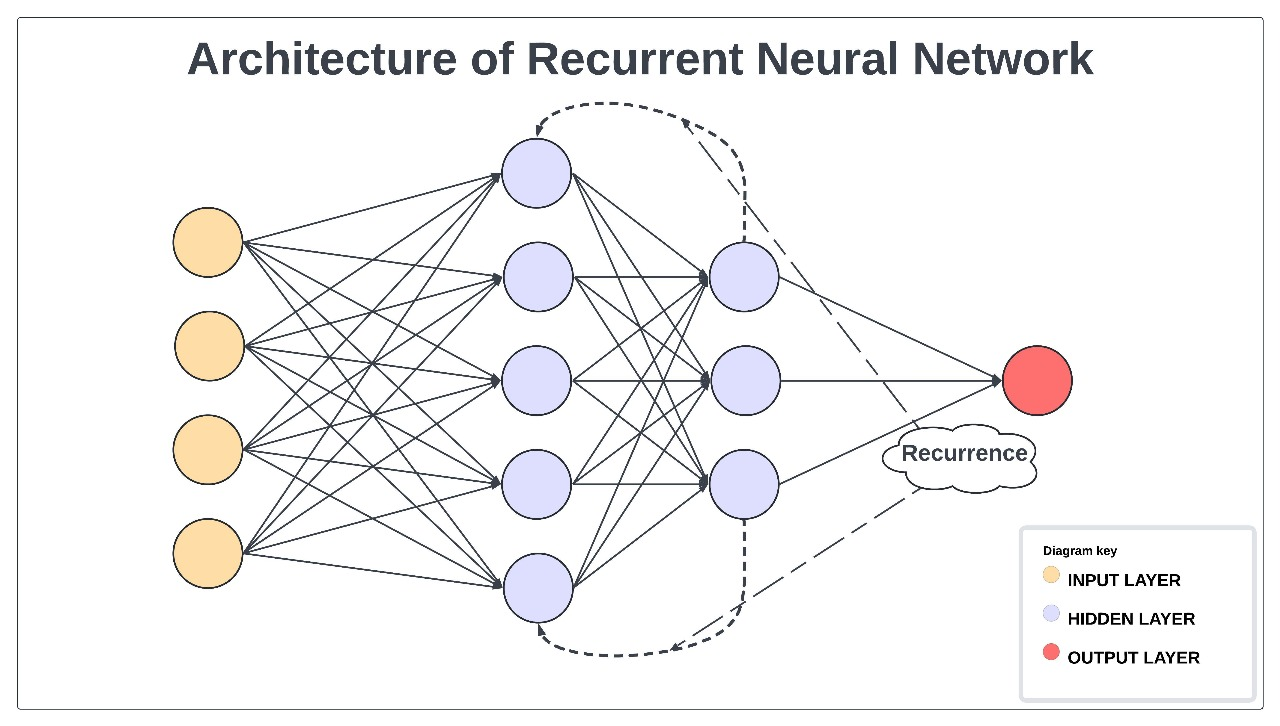 Architecture of Recurrent Neural Network
Recurrence
Diagram key
INPUT LAYER
HIDDEN LAYER
OUTPUT LAYER